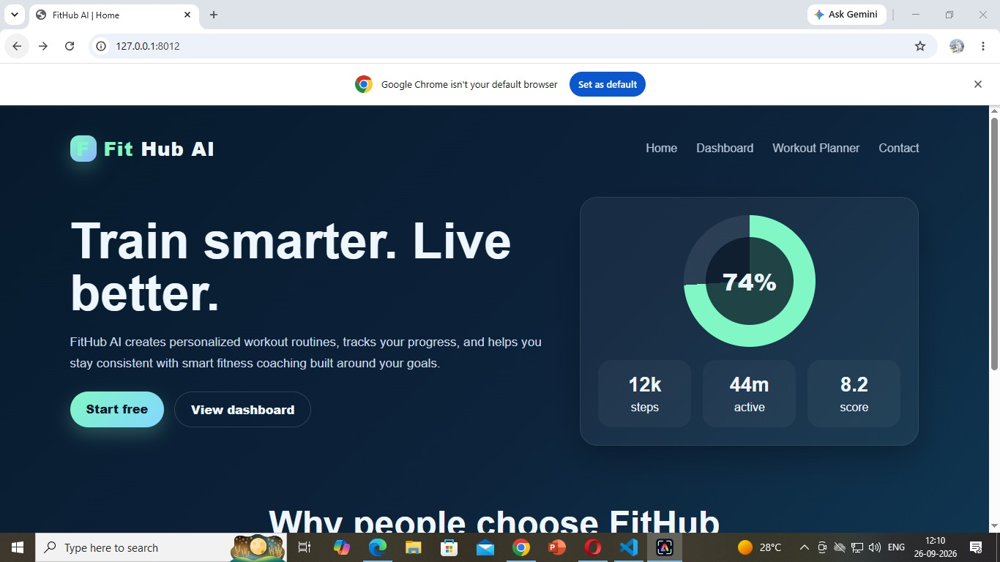 FitHub AI | Home
Ask Gemini
127.0.0.1:8012
Google Chrome isn't your default browser
Set as default
F Fit Hub AI
Home Dashboard Workout Planner Contact
Train smarter. Live
better.
FitHub AI creates personalized workout routines, tracks your progress, and helps you
stay consistent with smart fitness coaching built around your goals.
Start free View dashboard
74%
12k 44m 8.2
steps active score
Why people choose FitHub
Type here to search
28°C
ENG
12:10
26-09-2026